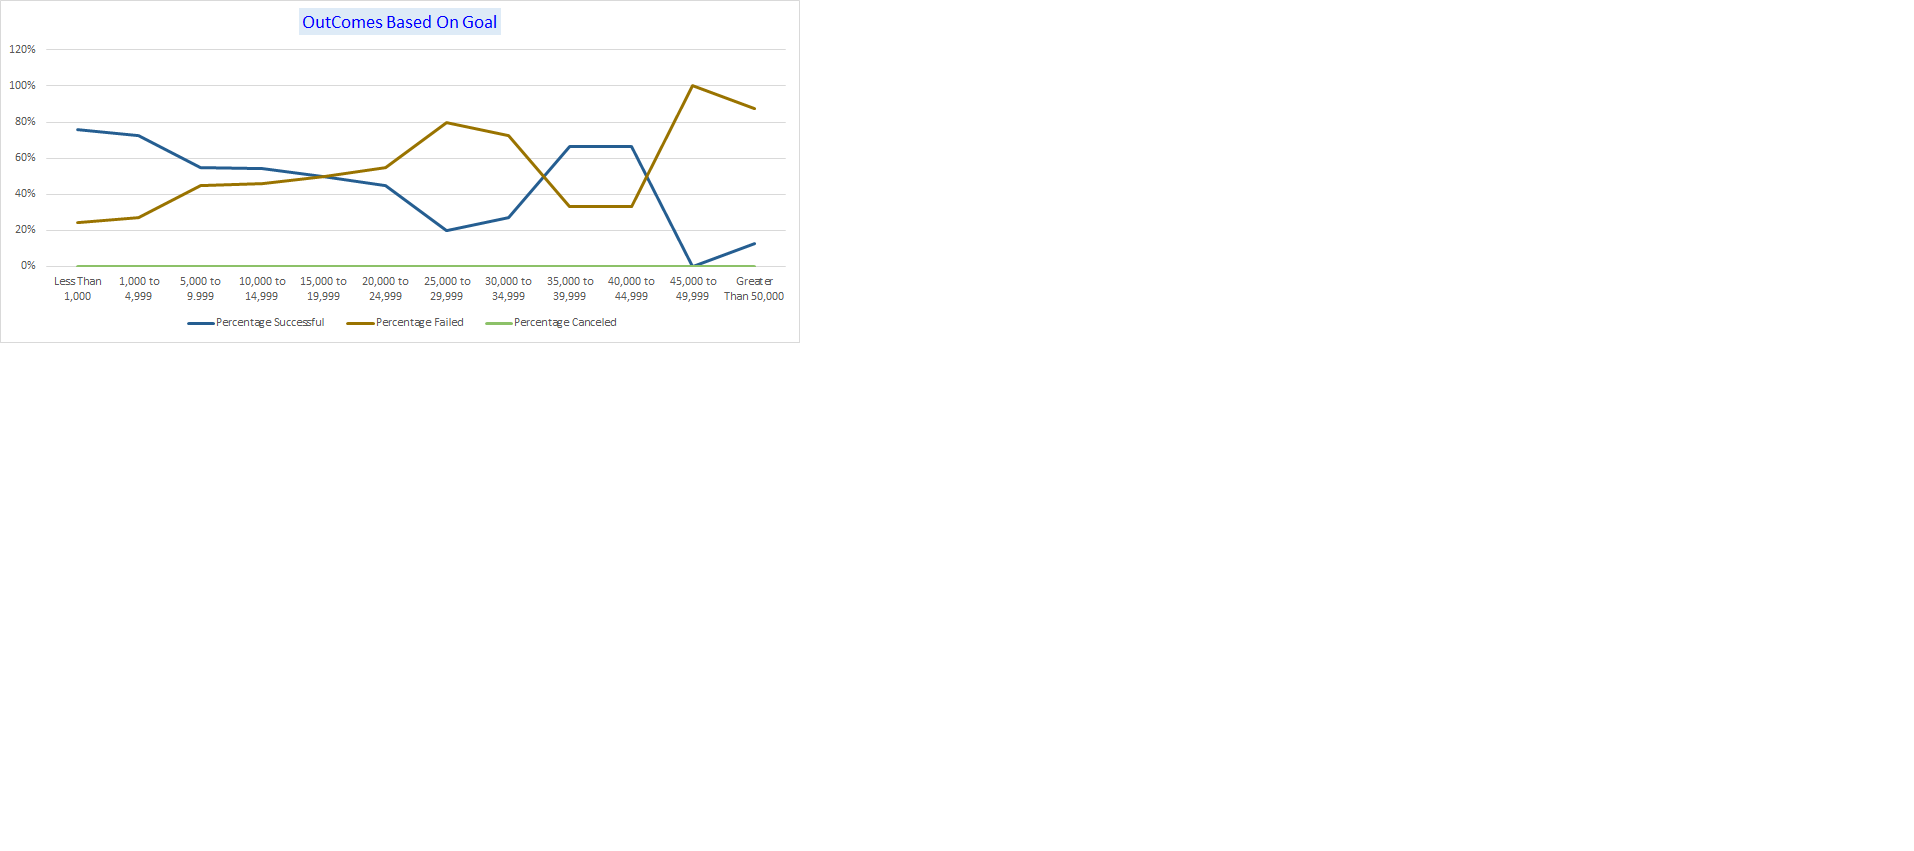 OutComes Based On Goal
120%
100%
80%
60%
40%
20%
0%
Less Than 1,000
1,000 to 4,999
5,000 to 9.999
10,000 to 14,999
15,000 to 19,999
20,000 to 24,999
25,000 to 29,999
30,000 to 34,999
35,000 to 39,999
40,000 to 44,999
45,000 to 49,999
Greater Than 50,000
Percentage Successful
Percentage Failed
Percentage Canceled